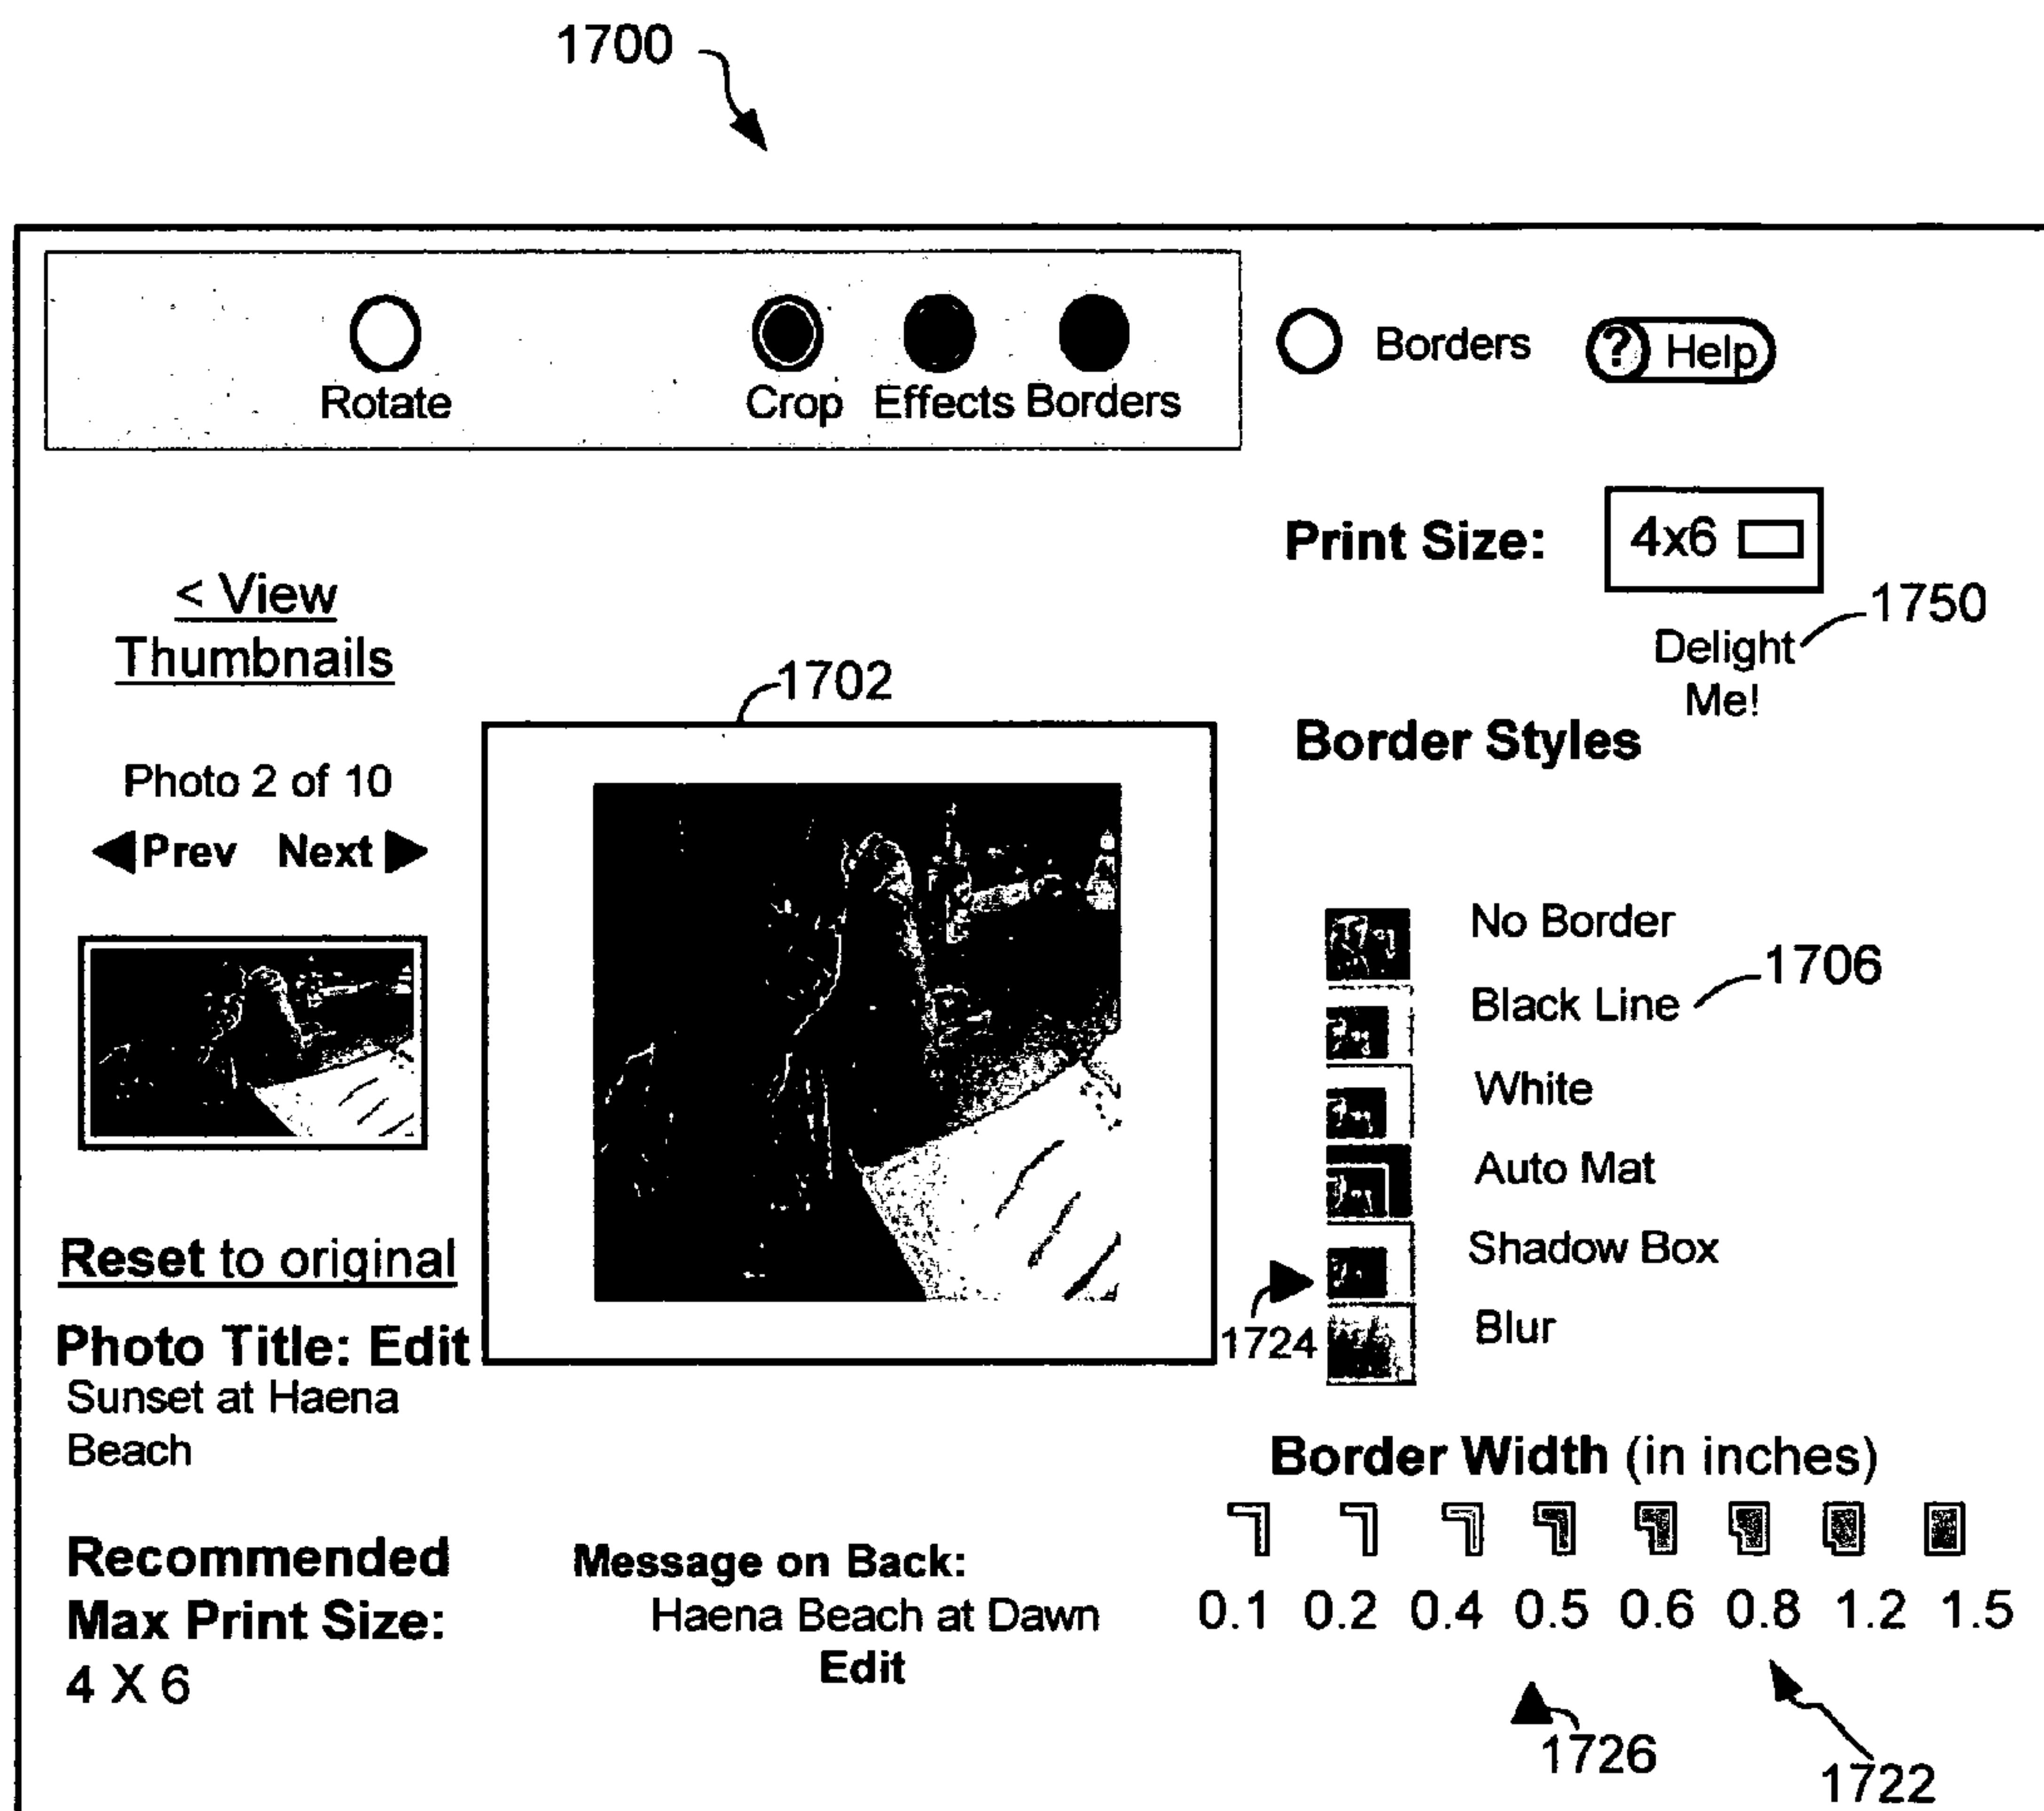 1700
Rotate
Crop Effects Borders
Borders
? Help
Print Size:
4x6
1750
Delight
Me!
< View
Thumbnails
1702
Border Styles
Photo 2 of 10
Prev Next
No Border
1706
Black Line
White
Auto Mat
Shadow Box
1724
Blur
Reset to original
Photo Title: Edit
Sunset at Haena
Beach
Border Width (in inches)
0.1 0.2 0.4 0.5 0.6 0.8 1.2 1.5
Recommended
Max Print Size:
4 X 6
Message on Back:
Haena Beach at Dawn
Edit
1726
1722